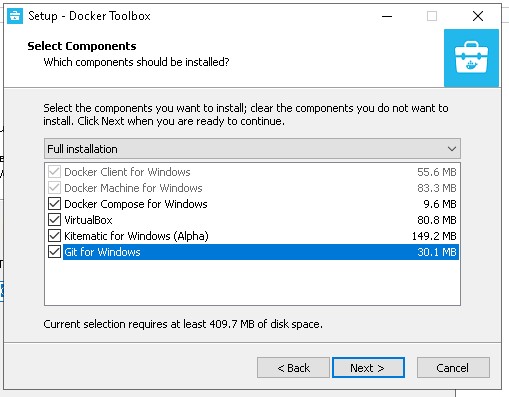 Setup - Docker Toolbox
Select Components
Which components should be installed?
Select the components you want to install; clear the components you do not want to
install. Click Next when you are ready to continue.
Full installation
Docker Client for Windows 55.6 MB
Docker Machine for Windows 83.3 MB
Docker Compose for Windows 9.6 MB
VirtualBox 80.8 MB
Kitematic for Windows (Alpha) 149.2 MB
Git for Windows 30.1 MB
Current selection requires at least 409.7 MB of disk space.
< Back Next > Cancel